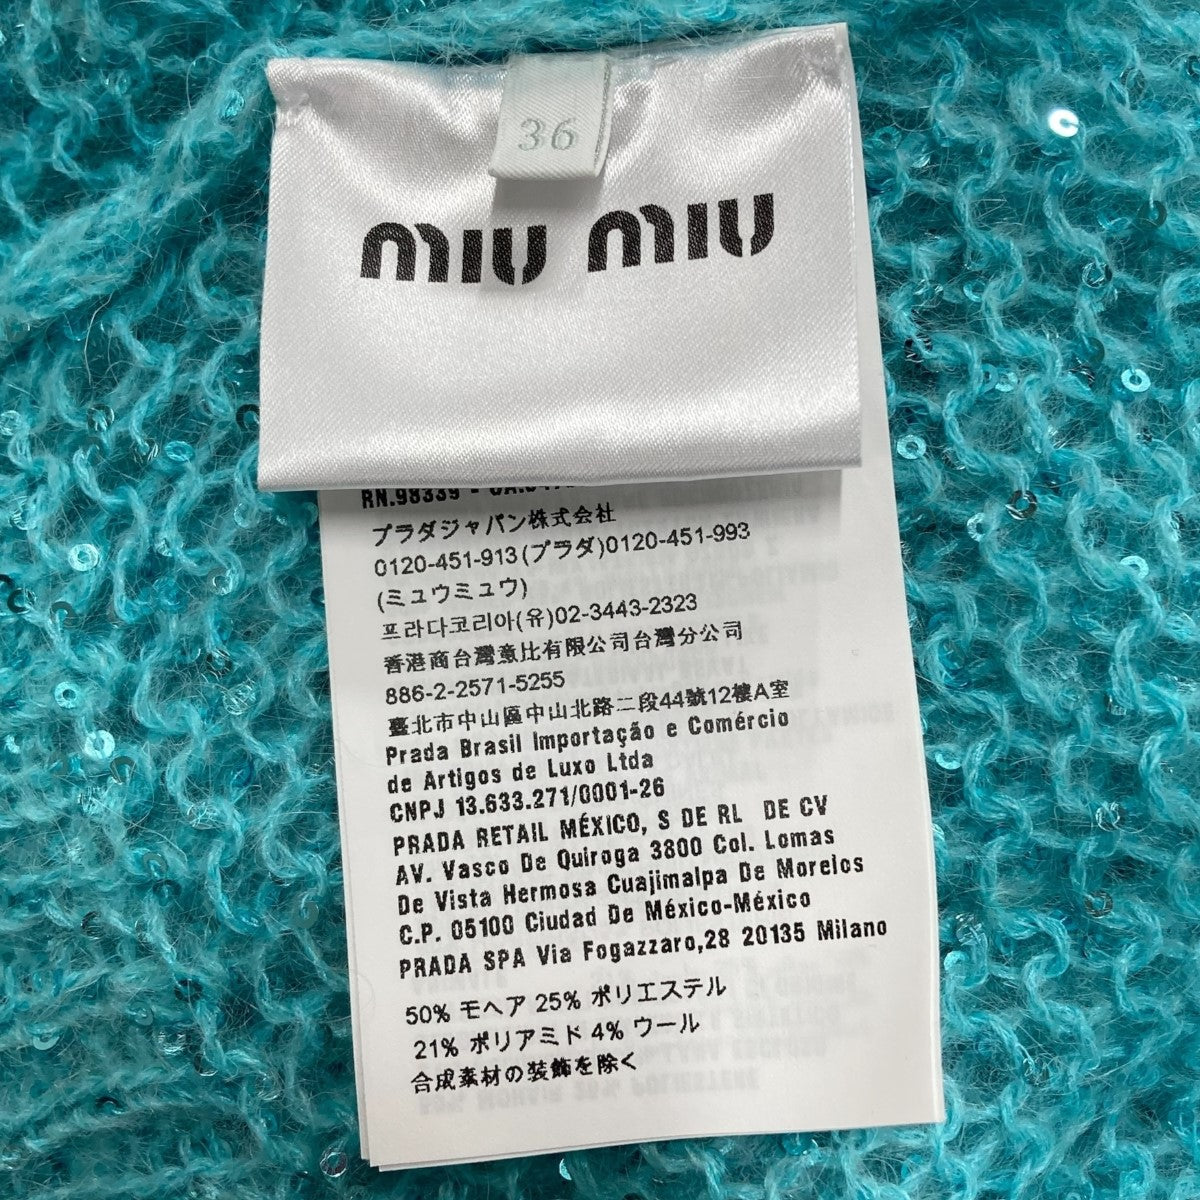 36
miu miu
RN.98339 -
プラダジャパン株式会社
0120-451-913(プラダ)0120-451-993
(ミュウミュウ)
프라다코리아(유)02-3443-2323
香港商台灣意比有限公司台灣分公司
886-2-2571-5255
臺北市中山區中山北路二段44號12樓A室
Prada Brasil Importação e Comércio
de Artigos de Luxo Ltda
CNPJ 13.633.271/0001-26
PRADA RETAIL MÉXICO, S DE RL DE CV
AV. Vasco De Quiroga 3800 Col. Lomas
De Vista Hermosa Cuajimalpa De Morelos
C.P. 05100 Ciudad De México-México
PRADA SPA Via Fogazzaro,28 20135 Milano
50% モヘア 25% ポリエステル
21% ポリアミド 4% ウール
合成素材の装飾を除く